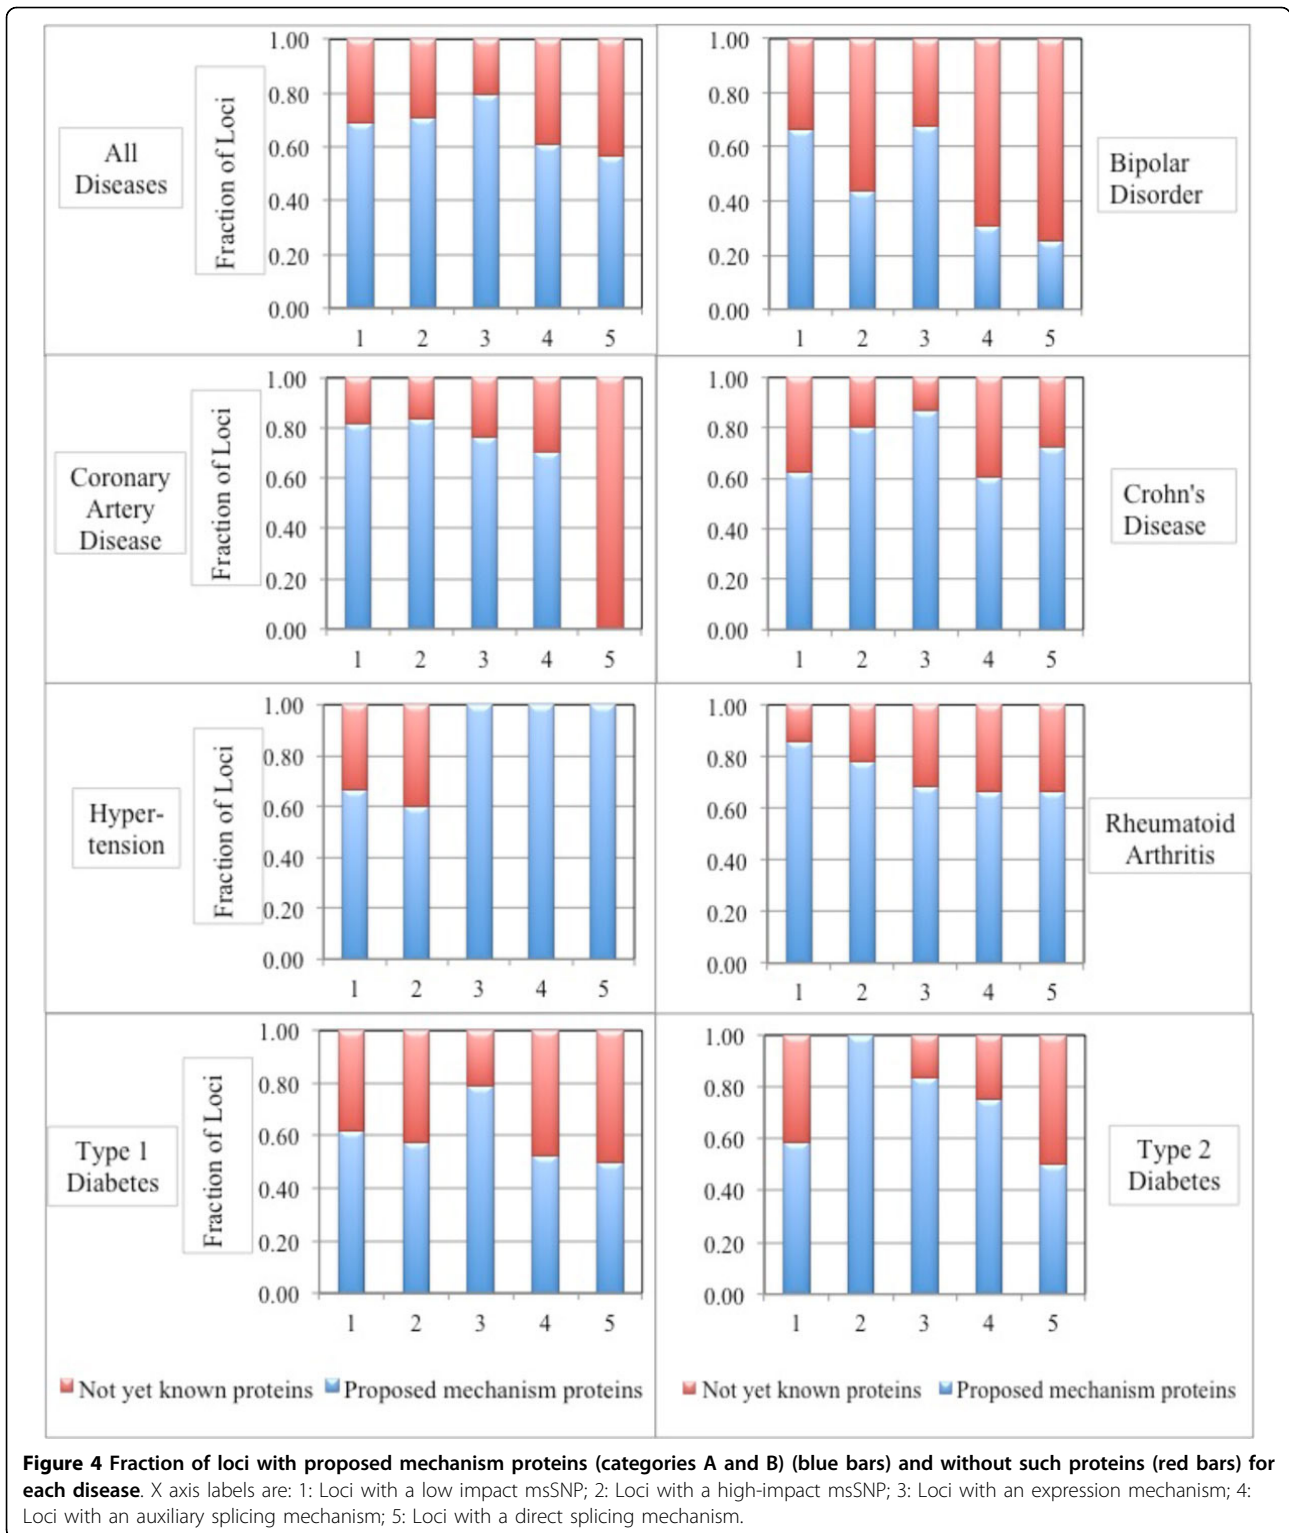 All
Diseases
Fraction of Loci
1.00
0.80
0.60
0.40
0.20
0.00
1 2 3 4 5
1.00
0.80
0.60
0.40
0.20
0.00
1 2 3 4 5
Bipolar
Disorder
Coronary
Artery
Disease
Fraction of Loci
1.00
0.80
0.60
0.40
0.20
0.00
1 2 3 4 5
1.00
0.80
0.60
0.40
0.20
0.00
1 2 3 4 5
Crohn's
Disease
Hyper-
tension
Fraction of Loci
1.00
0.80
0.60
0.40
0.20
0.00
1 2 3 4 5
1.00
0.80
0.60
0.40
0.20
0.00
1 2 3 4 5
Rheumatoid
Arthritis
Type 1
Diabetes
Fraction of Loci
1.00
0.80
0.60
0.40
0.20
0.00
1 2 3 4 5
1.00
0.80
0.60
0.40
0.20
0.00
1 2 3 4 5
Type 2
Diabetes
Not yet known proteins Proposed mechanism proteins
Not yet known proteins Proposed mechanism proteins
Figure 4 Fraction of loci with proposed mechanism proteins (categories A and B) (blue bars) and without such proteins (red bars) for
each disease. X axis labels are: 1: Loci with a low impact msSNP; 2: Loci with a high-impact msSNP; 3: Loci with an expression mechanism; 4:
Loci with an auxiliary splicing mechanism; 5: Loci with a direct splicing mechanism.